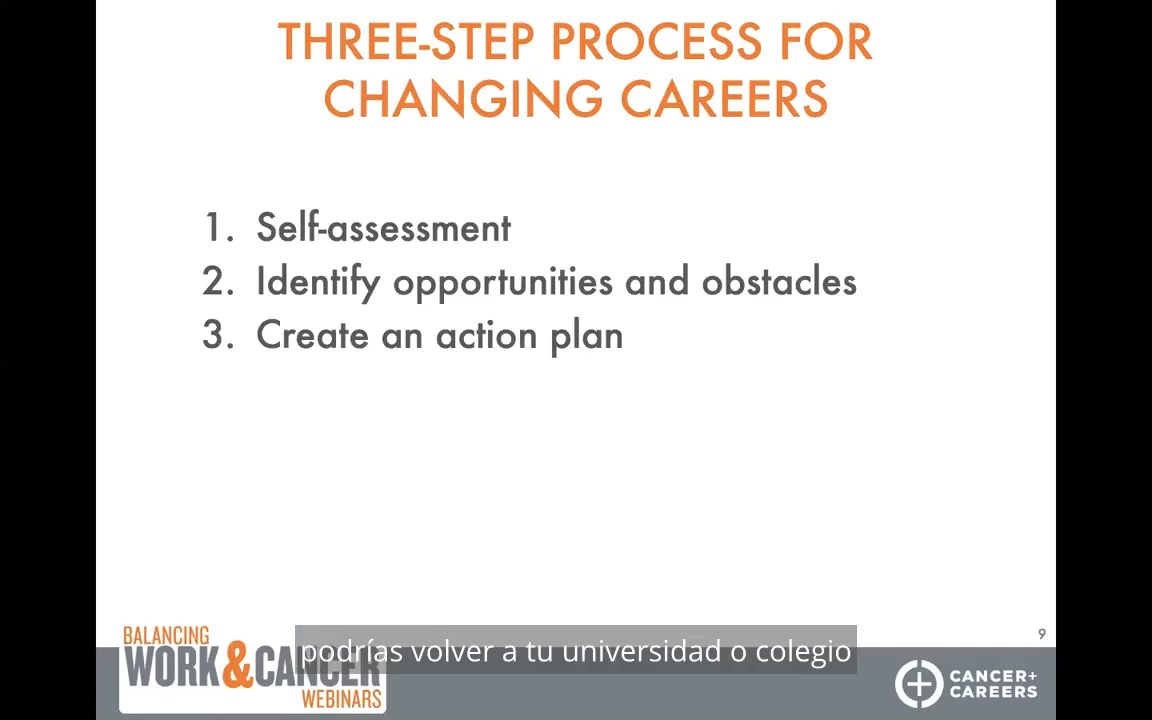 THREE-STEP PROCESS FOR
CHANGING CAREERS
1. Self-assessment
2. Identify opportunities and obstacles
3. Create an action plan
9
podrías volver a tu universidad o colegio
BALANCING
WORK & CANCER
WEBINARS
CANCER+
CAREERS